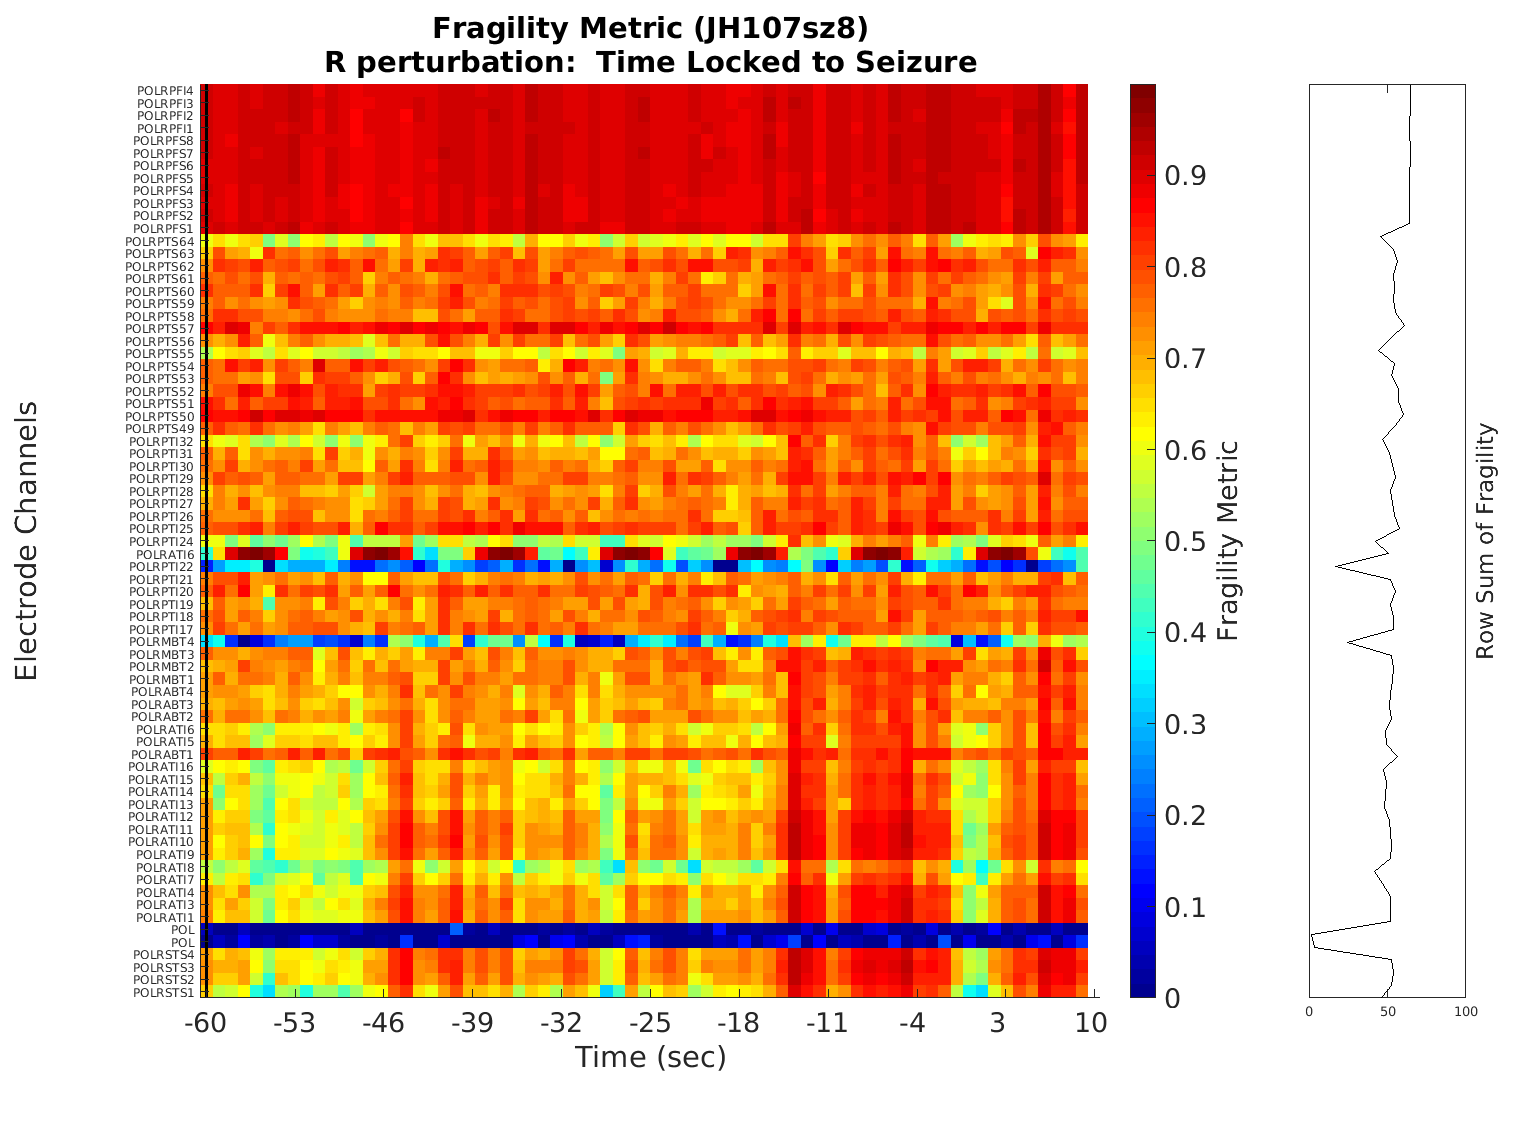 Fragility Metric (JH107sz8)
R perturbation:  Time Locked to Seizure
Electrode Channels
POLRPFI4
POLRPFI3
POLRPFI2
POLRPFI1
POLRPFS8
POLRPFS7
POLRPFS6
POLRPFS5
POLRPFS4
POLRPFS3
POLRPFS2
POLRPFS1
POLRPTS64
POLRPTS63
POLRPTS62
POLRPTS61
POLRPTS60
POLRPTS59
POLRPTS58
POLRPTS57
POLRPTS56
POLRPTS55
POLRPTS54
POLRPTS53
POLRPTS52
POLRPTS51
POLRPTS50
POLRPTS49
POLRPTI32
POLRPTI31
POLRPTI30
POLRPTI29
POLRPTI28
POLRPTI27
POLRPTI26
POLRPTI25
POLRPTI24
POLRATI6
POLRPTI22
POLRPTI21
POLRPTI20
POLRPTI19
POLRPTI18
POLRPTI17
POLRMBT4
POLRMBT3
POLRMBT2
POLRMBT1
POLRABT4
POLRABT3
POLRABT2
POLRATI6
POLRATI5
POLRABT1
POLRATI16
POLRATI15
POLRATI14
POLRATI13
POLRATI12
POLRATI11
POLRATI10
POLRATI9
POLRATI8
POLRATI7
POLRATI4
POLRATI3
POLRATI1
POL
POL
POLRSTS4
POLRSTS3
POLRSTS2
POLRSTS1
-60 -53 -46 -39 -32 -25 -18 -11 -4 3 10
Time (sec)
0.9
0.8
0.7
0.6
0.5
0.4
0.3
0.2
0.1
0
Fragility Metric
0 50 100
Row Sum of Fragility